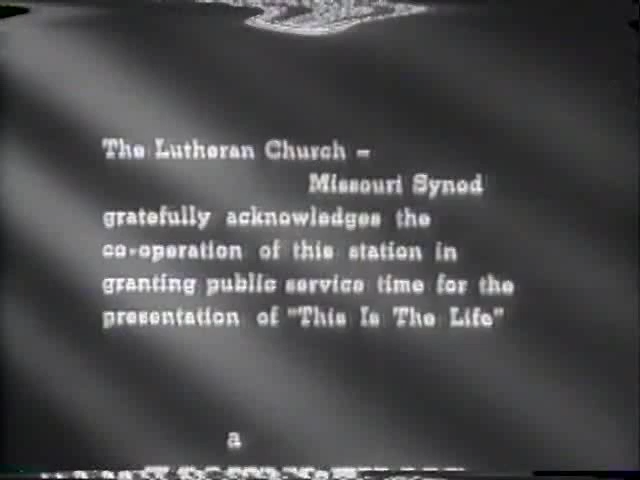 The Lutheran Church –
Missouri Synod
gratefully acknowledges the
co-operation of this station in
granting public service time for the
presentation of "This Is The Life"
a